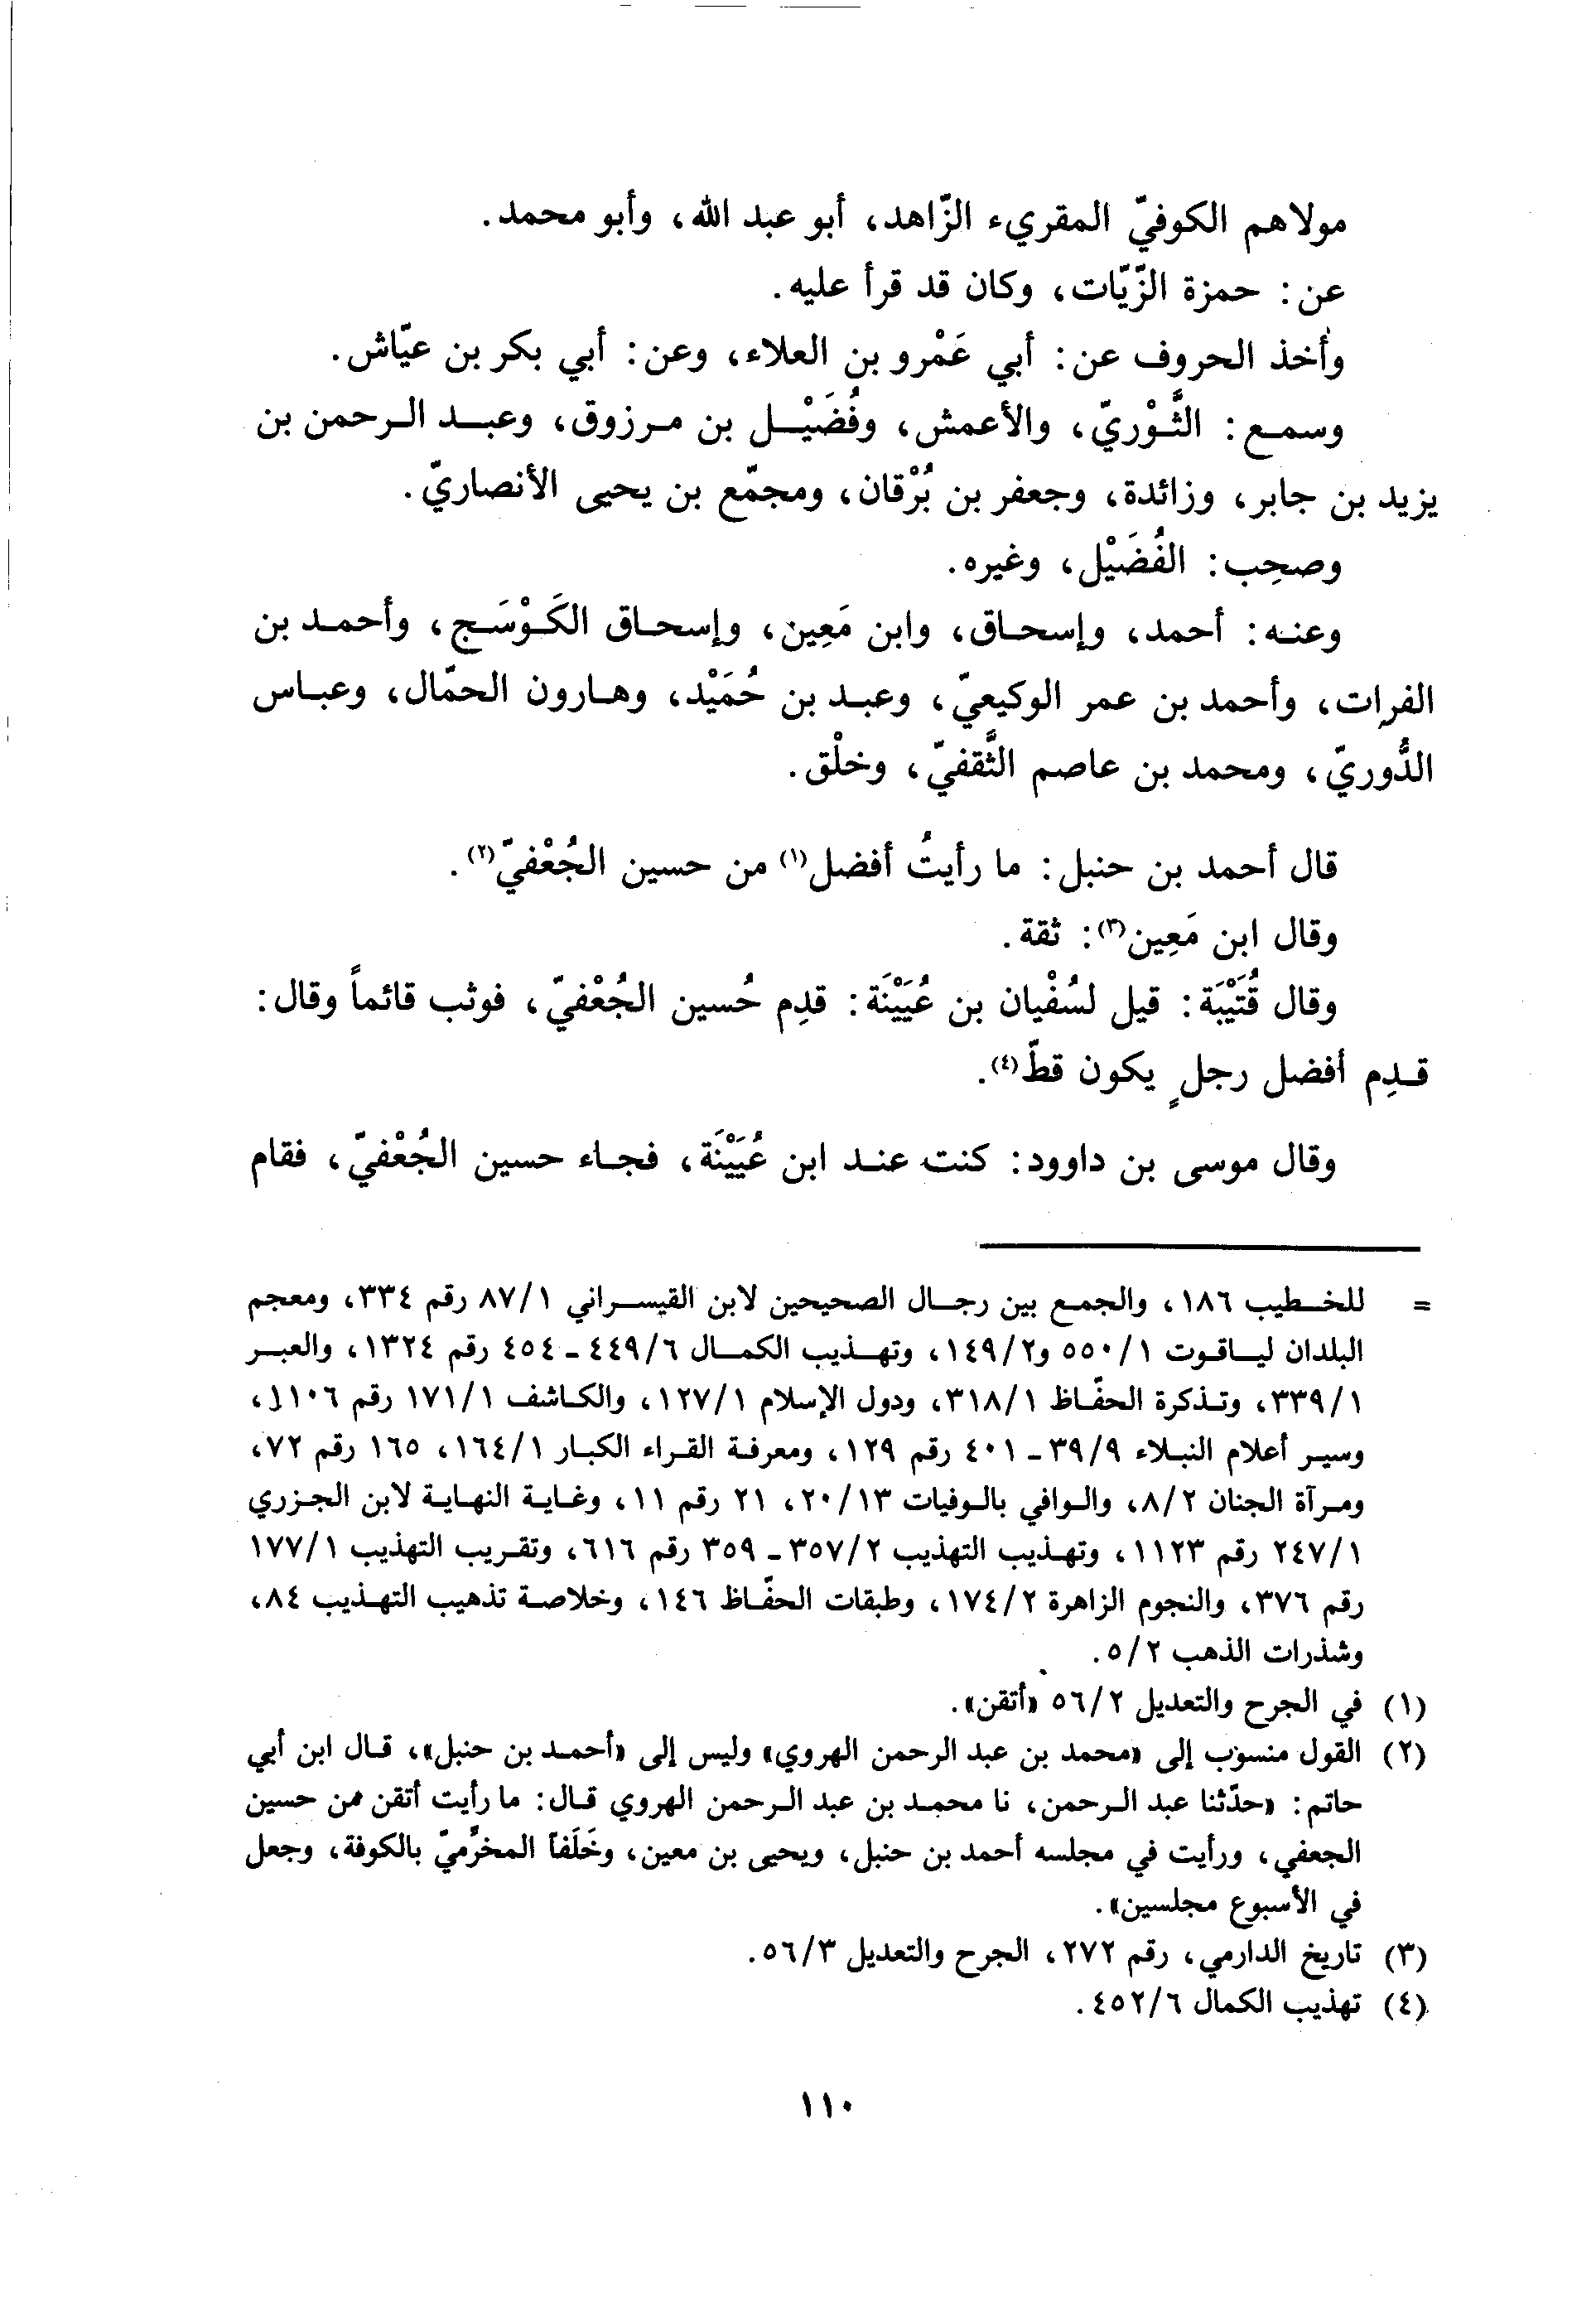 مولاهم الكوفيّ المقريء الزّاهد، أبو عبد الله، وأبو محمد.
عن: حمزة الزّيّات، وكان قد قرأ عليه.
وأخذ الحروف عن: أبي عَمْرو بن العلاء، وعن: أبي بكر بن عيّاش.
وسمع: الثَّوْريّ، والأعمش، وفُضَيْل بن مرزوق، وعبد الرحمن بن
يزيد بن جابر، وزائدة، وجعفر بن بُرْقان، ومجمّع بن يحيى الأنصاريّ.
وصحِب: الفُضَيْل، وغيره.
وعنه: أحمد، وإسحاق، وابن مَعِين، وإسحاق الكَوْسَج، وأحمد بن
الفرات، وأحمد بن عمر الوكيعيّ، وعبد بن حُمَيْد، وهارون الحمّال، وعباس
الدُّوريّ، ومحمد بن عاصم الثَّقفيّ، وخلْق.
قال أحمد بن حنبل: ما رأيتُ أفضل(١) من حسين الجُعْفيّ(٢).
وقال ابن مَعِين(٣): ثقة.
وقال قُتَيْبَة: قيل لسُفْيان بن عُيَيْنَة: قدِم حُسين الجُعْفيّ، فوثب قائماً وقال:
قدِم أفضل رجلٍ يكون قطّ(٤).
وقال موسى بن داوود: كنت عند ابن عُيَيْنَة، فجاء حسين الجُعْفيّ، فقام
= للخطيب ١٨٦، والجمع بين رجال الصحيحين لابن القيسراني ٨٧/١ رقم ٣٣٤، ومعجم
البلدان لياقوت ٥٥٠/١ و١٤٩/٢، وتهذيب الكمال ٤٤٩/٦ - ٤٥٤ رقم ١٣٢٤، والعبر
٣٣٩/١، وتذكرة الحفّاظ ٣١٨/١، ودول الإسلام ١٢٧/١، والكاشف ١٧١/١ رقم ١١٠٦،
وسير أعلام النبلاء ٣٩/٩ - ٤٠١ رقم ١٢٩، ومعرفة القراء الكبار ١٦٤/١، ١٦٥ رقم ٧٢،
ومرآة الجنان ٨/٢، والوافي بالوفيات ٢٠/١٣، ٢١ رقم ١١، وغاية النهاية لابن الجزري
٢٤٧/١ رقم ١١٢٣، وتهذيب التهذيب ٣٥٧/٢ - ٣٥٩ رقم ٦١٦، وتقريب التهذيب ١٧٧/١
رقم ٣٧٦، والنجوم الزاهرة ١٧٤/٢، وطبقات الحفّاظ ١٤٦، وخلاصة تذهيب التهذيب ٨٤،
وشذرات الذهب ٥/٢.
(١) في الجرح والتعديل ٥٦/٢ «أتقن».
(٢) القول منسوب إلى «محمد بن عبد الرحمن الهروي» وليس إلى «أحمد بن حنبل»، قال ابن أبي
حاتم: «حدّثنا عبد الرحمن، نا محمد بن عبد الرحمن الهروي قال: ما رأيت أتقن من حسين
الجعفي، ورأيت في مجلسه أحمد بن حنبل، ويحيى بن معين، وخَلَفاً المخرَّميّ بالكوفة، وجعل
في الأسبوع مجلسين».
(٣) تاريخ الدارمي، رقم ٢٧٢، الجرح والتعديل ٥٦/٣.
(٤) تهذيب الكمال ٤٥٢/٦.
١١٠